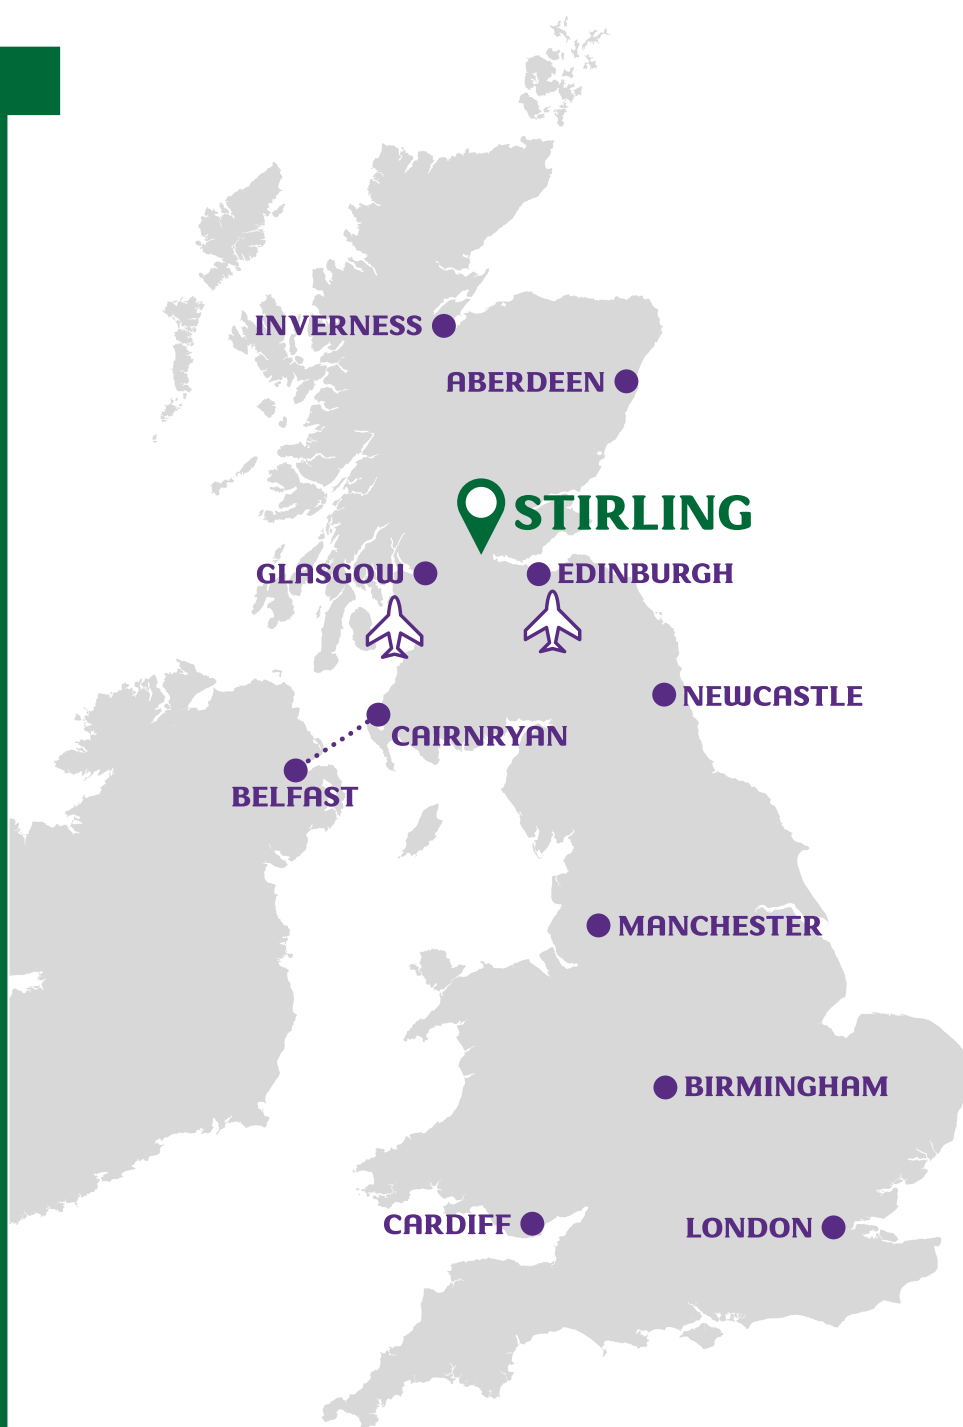 INVERNESS
ABERDEEN
STIRLING
GLASGOW
EDINBURGH
NEWCASTLE
CAIRNRYAN
BELFAST
MANCHESTER
BIRMINGHAM
CARDIFF
LONDON